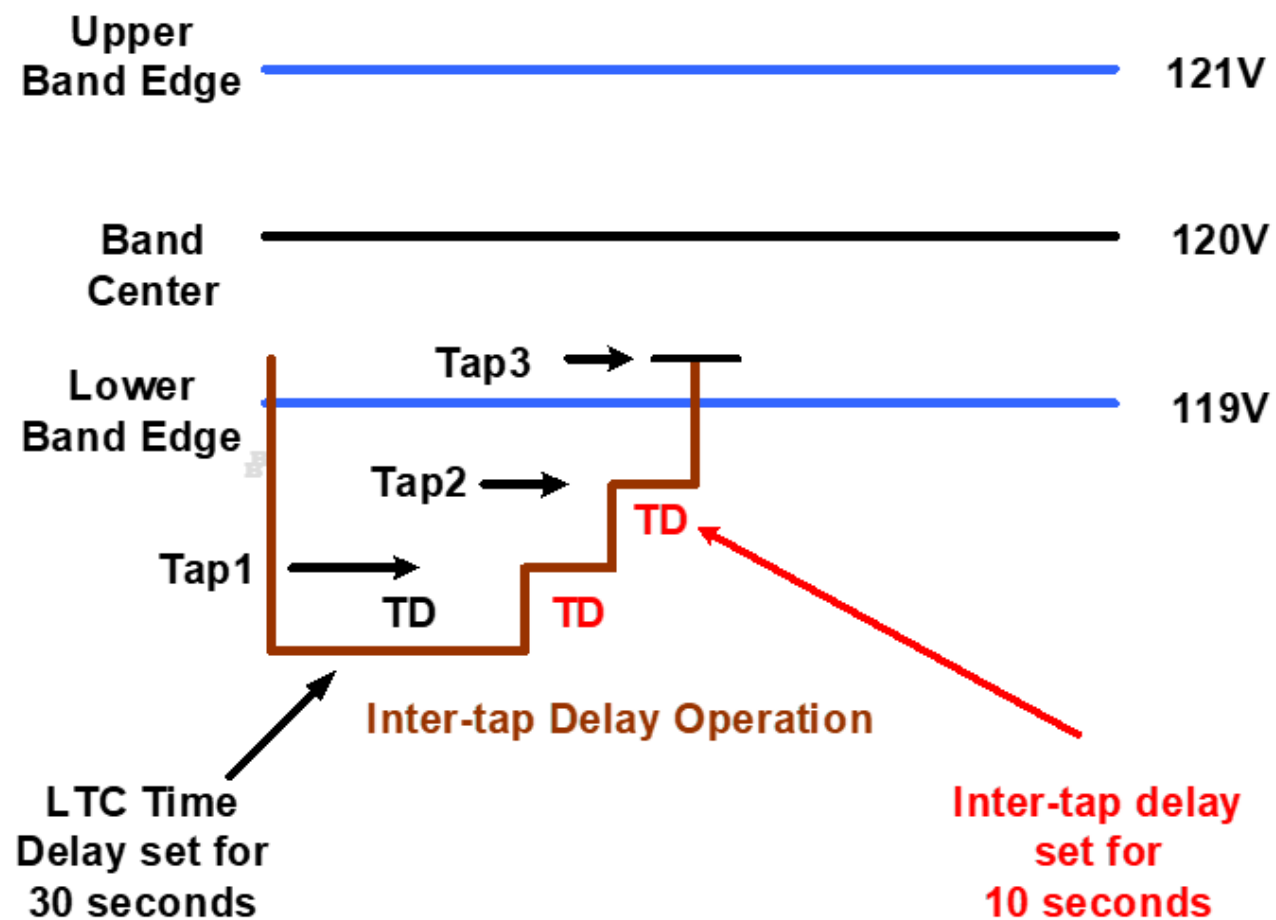 Upper
Band Edge
121V
Band
Center
120V
Tap3
Lower
Band Edge
119V
Tap2
TD
Tap1
TD
TD
Inter-tap Delay Operation
LTC Time
Delay set for
30 seconds
Inter-tap delay
set for
10 seconds